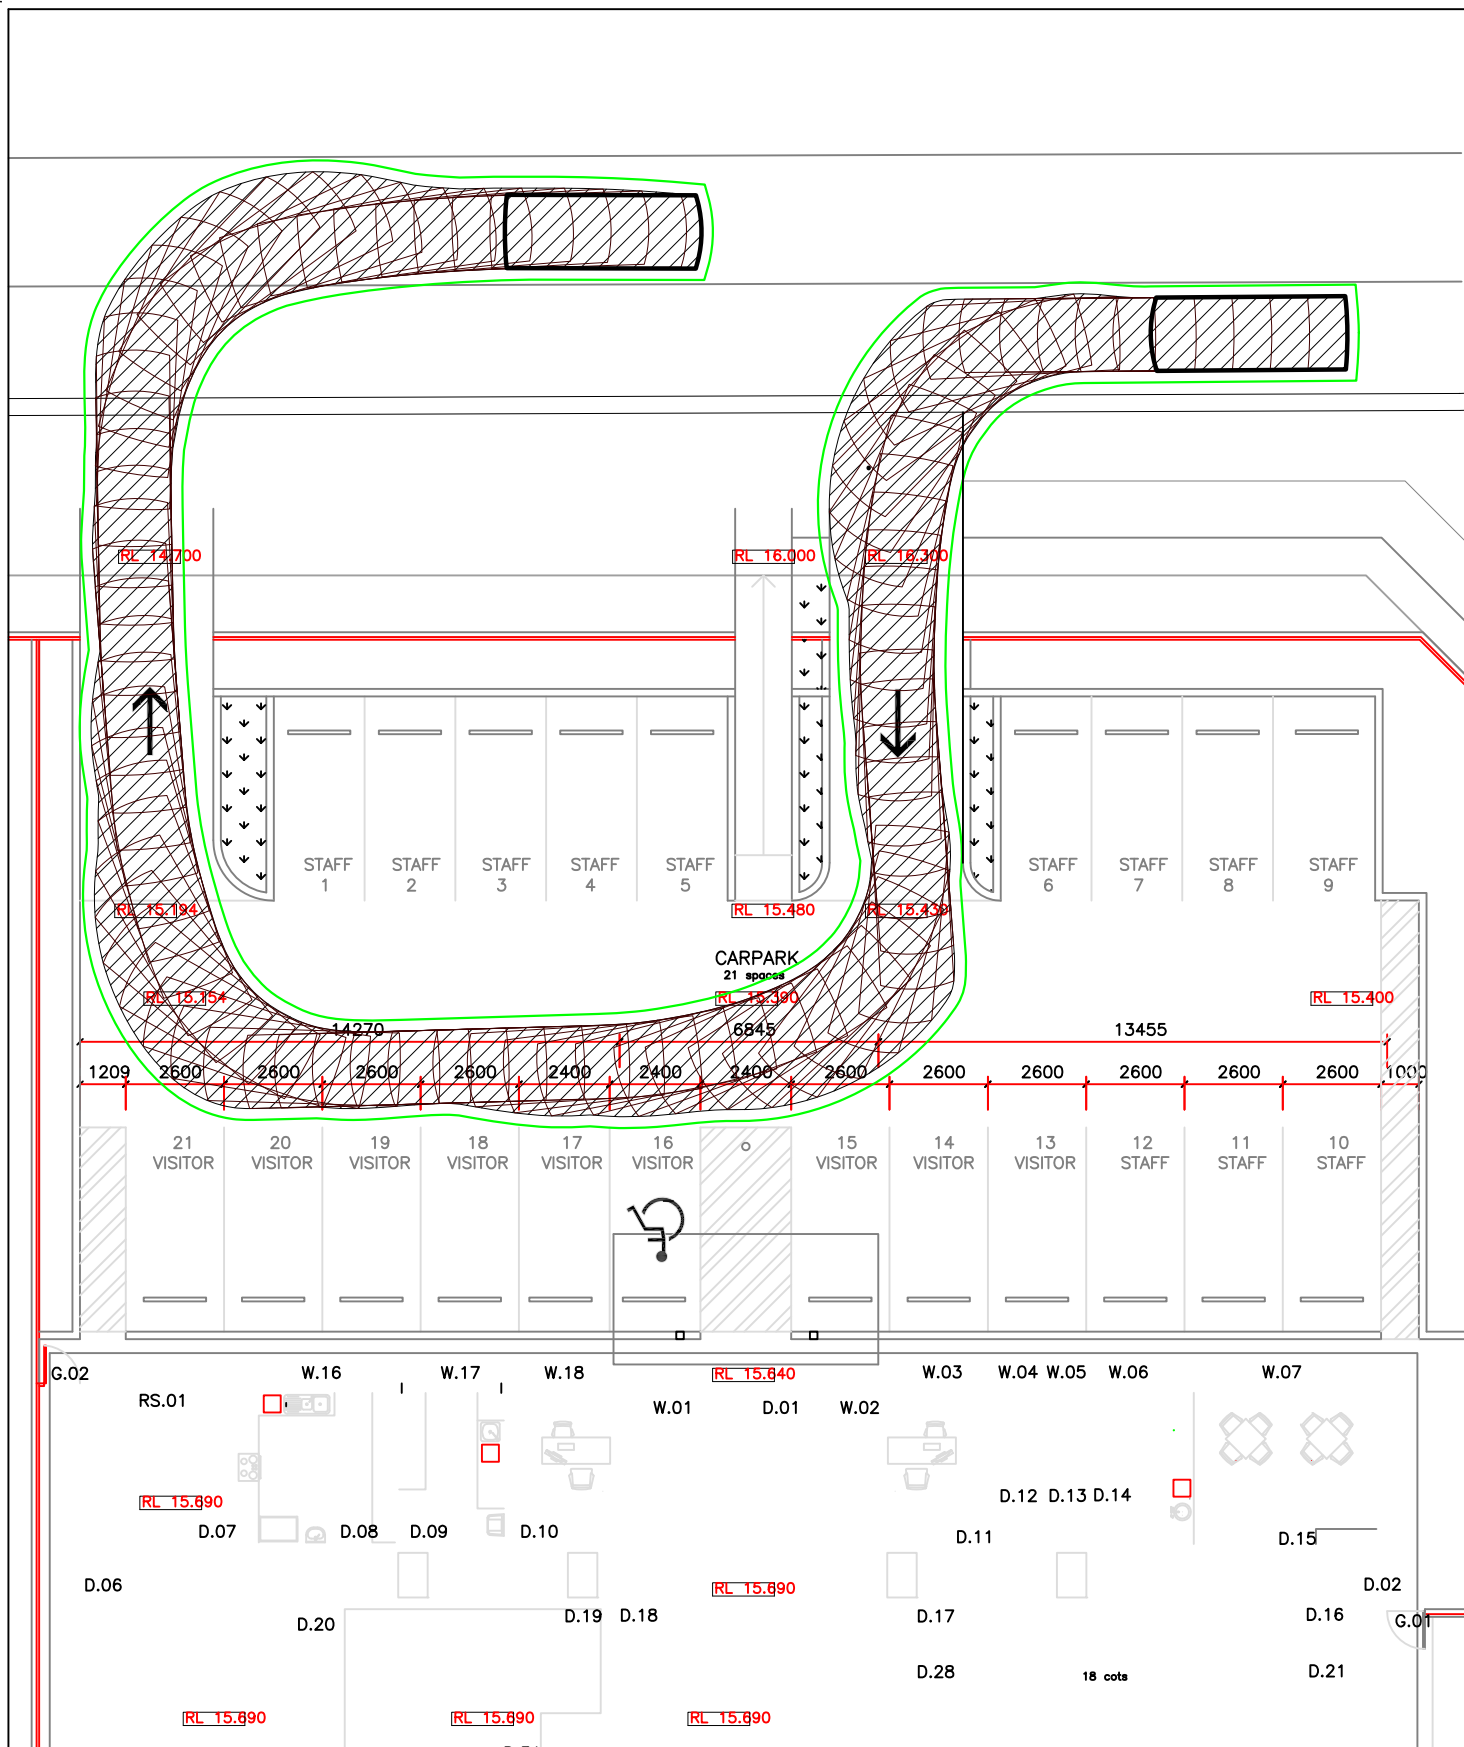 RL 14.700
RL 16.000
RL 16.300
STAFF 1
STAFF 2
STAFF 3
STAFF 4
STAFF 5
STAFF 6
STAFF 7
STAFF 8
STAFF 9
RL 15.194
RL 15.480
RL 15.439
CARPARK
21 spaces
RL 15.154
RL 15.390
RL 15.400
14270 6845 13455
1209 2600 2600 2600 2600 2400 2400 2400 2600 2600 2600 2600 2600 2600 1000
21 VISITOR
20 VISITOR
19 VISITOR
18 VISITOR
17 VISITOR
16 VISITOR
15 VISITOR
14 VISITOR
13 VISITOR
12 STAFF
11 STAFF
10 STAFF
G.02 W.16 W.17 W.18 RL 15.640 W.03 W.04 W.05 W.06 W.07
RS.01 W.01 D.01 W.02
RL 15.690 D.12 D.13 D.14
D.07 D.08 D.09 D.10 D.11 D.15
D.06 RL 15.690 D.02
D.20 D.19 D.18 D.17 D.16 G.01
D.28 18 cots D.21
RL 15.690 RL 15.690 RL 15.690